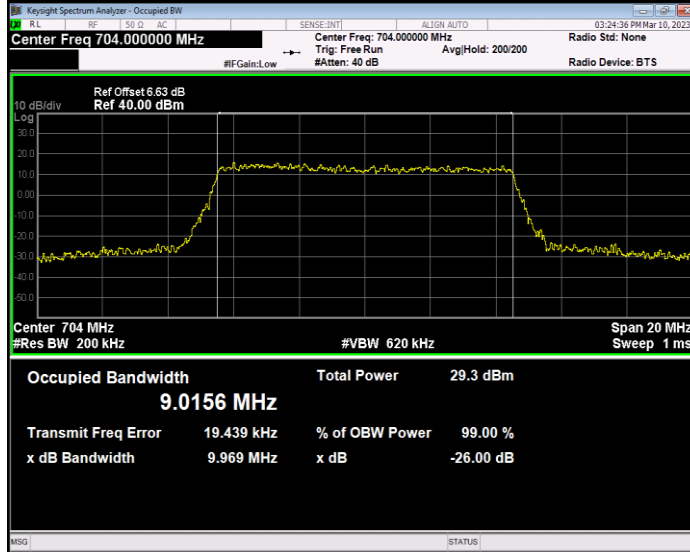 Keysight Spectrum Analyzer - Occupied BW
RL RF 50 Ω AC SENSE:INT ALIGN AUTO 03:24:36 PM Mar 10, 2023
Center Freq 704.000000 MHz Center Freq: 704.000000 MHz Radio Std: None
Trig: Free Run Avg|Hold: 200/200
#IFGain:Low #Atten: 40 dB Radio Device: BTS
Ref Offset 6.63 dB
10 dB/div Ref 40.00 dBm
Log
30.0
20.0
10.0
0.00
-10.0
-20.0
-30.0
-40.0
-50.0
Center 704 MHz Span 20 MHz
#Res BW 200 kHz #VBW 620 kHz Sweep 1 ms
Occupied Bandwidth Total Power 29.3 dBm
9.0156 MHz
Transmit Freq Error 19.439 kHz % of OBW Power 99.00 %
x dB Bandwidth 9.969 MHz x dB -26.00 dB
MSG STATUS